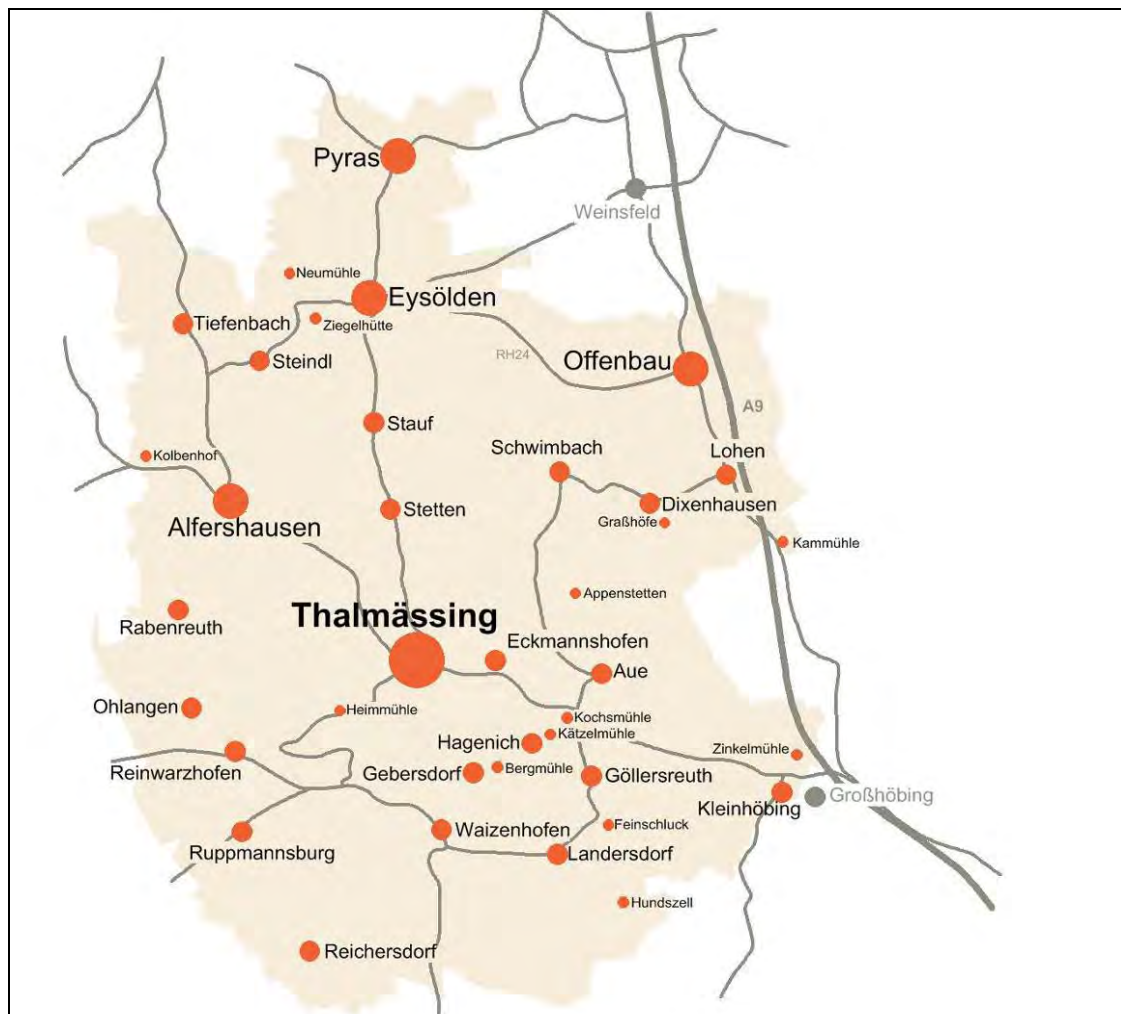 Pyras
Weinsfeld
Neumühle
Eysölden
Ziegelhütte
Tiefenbach
Steindl
RH24
Offenbau
A9
Stauf
Schwimbach
Lohen
Kolbenhof
Dixenhausen
Stetten
Graßhöfe
Alfershausen
Kammühle
Appenstetten
Thalmässing
Rabenreuth
Eckmannshofen
Aue
Ohlangen
Heimmühle
Kochsmühle
Kätzelmühle
Hagenich
Zinkelmühle
Reinwarzhofen
Gebersdorf
Bergmühle
Göllersreuth
Großhöbing
Kleinhöbing
Feinschluck
Waizenhofen
Ruppmannsburg
Landersdorf
Hundszell
Reichersdorf